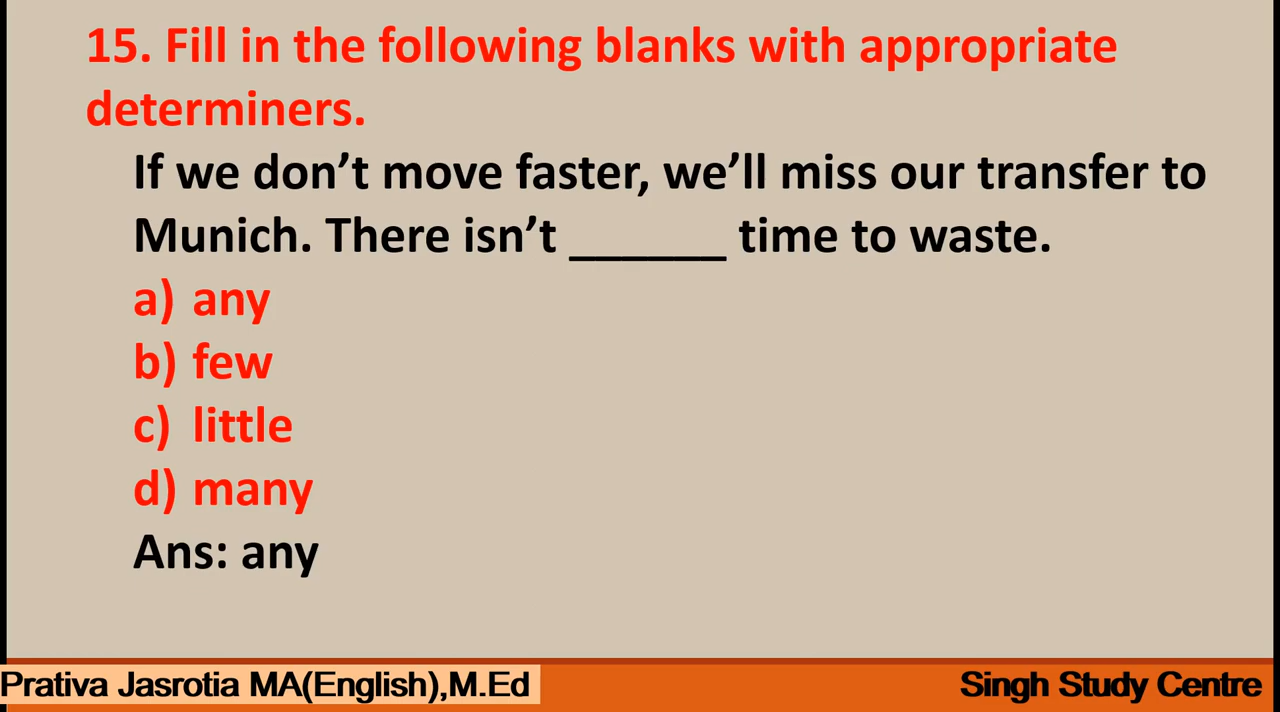 15. Fill in the following blanks with appropriate
determiners.
If we don’t move faster, we’ll miss our transfer to
Munich. There isn’t ______ time to waste.
a) any
b) few
c) little
d) many
Ans: any
Prativa Jasrotia MA(English),M.Ed
Singh Study Centre